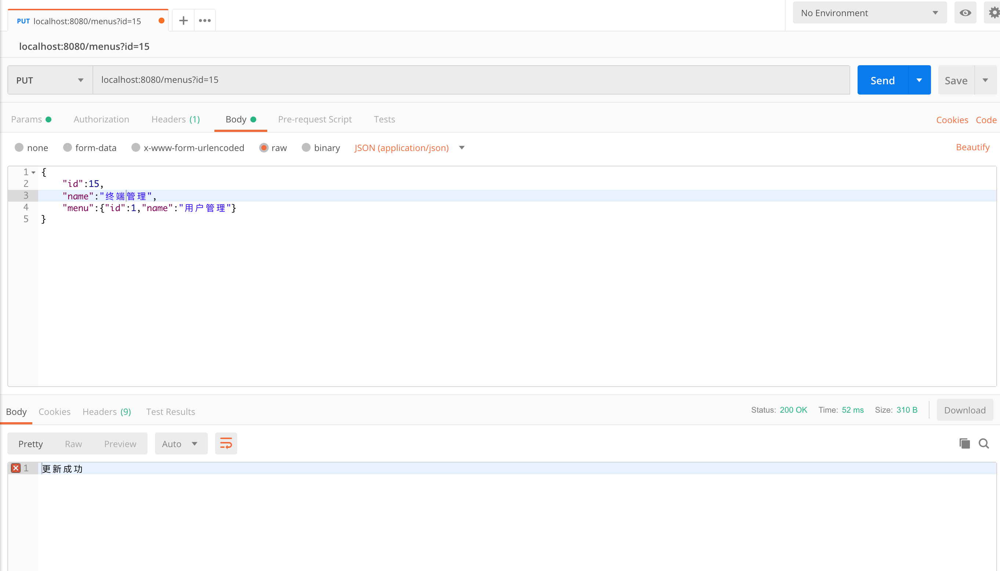 PUT localhost:8080/menus?id=15
No Environment
localhost:8080/menus?id=15
PUT localhost:8080/menus?id=15 Send Save
Params Authorization Headers (1) Body Pre-request Script Tests Cookies Code
none form-data x-www-form-urlencoded raw binary JSON (application/json) Beautify
1 {
2 "id":15,
3 "name":"终端管理",
4 "menu":{"id":1,"name":"用户管理"}
5 }
Body Cookies Headers (9) Test Results Status: 200 OK Time: 52 ms Size: 310 B Download
Pretty Raw Preview Auto
1 更新成功